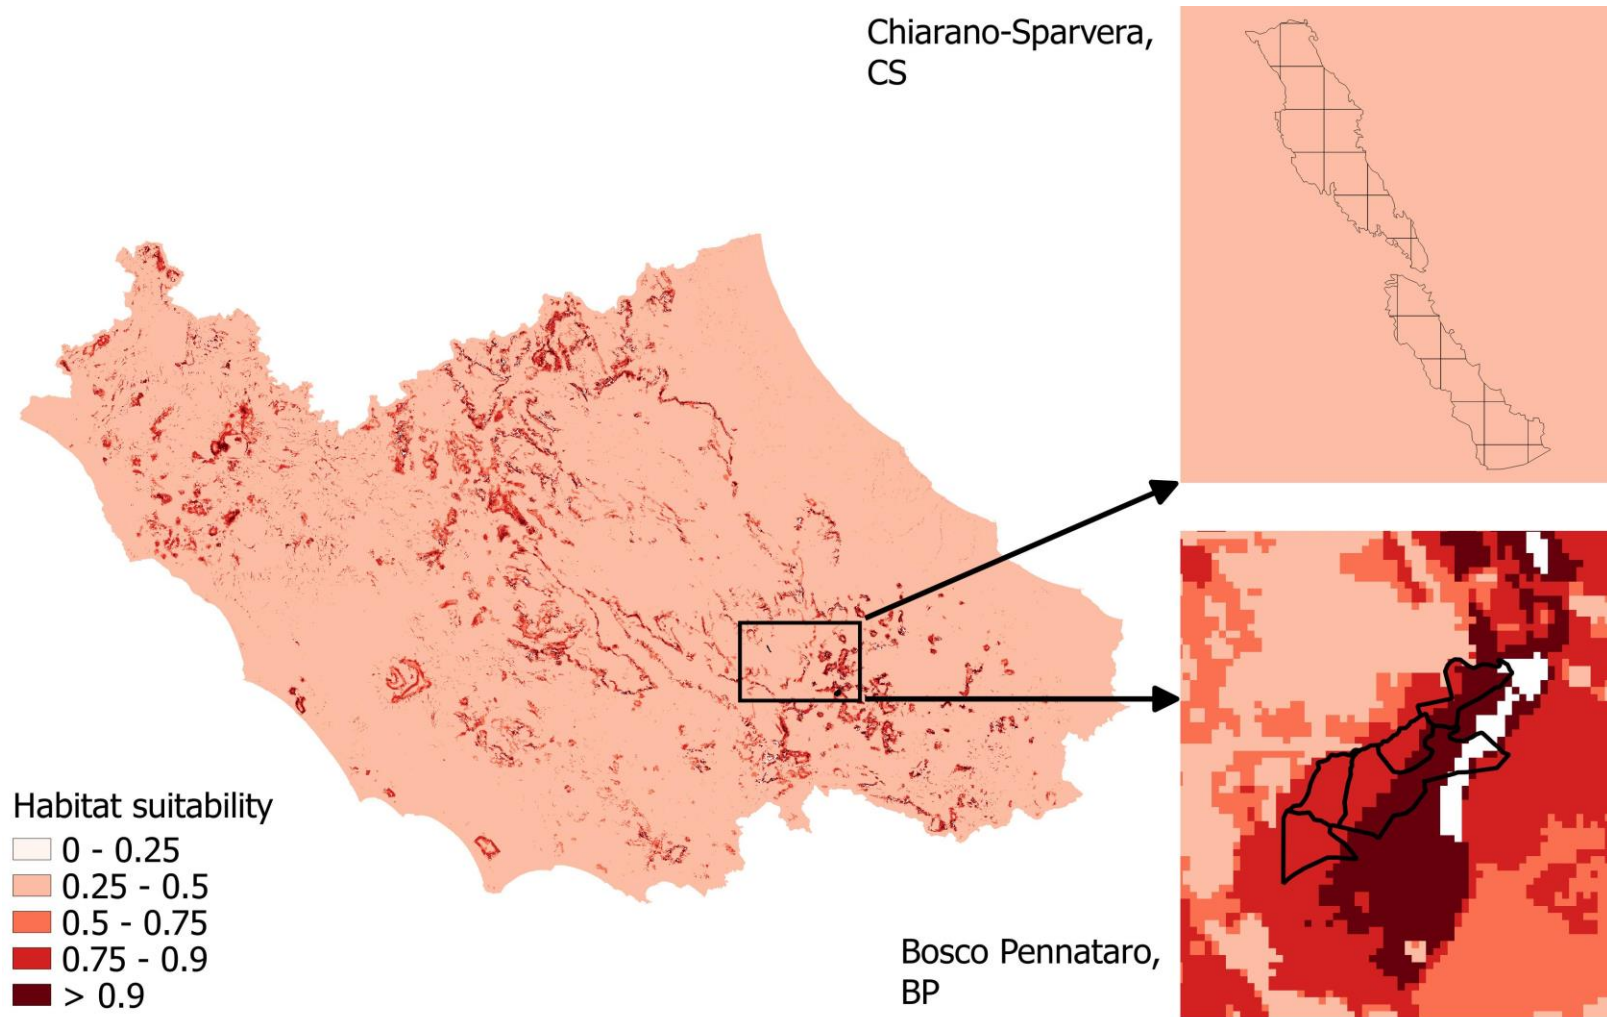 Chiarano-Sparvera,
CS
Habitat suitability
0 - 0.25
0.25 - 0.5
0.5 - 0.75
0.75 - 0.9
> 0.9
Bosco Pennataro,
BP